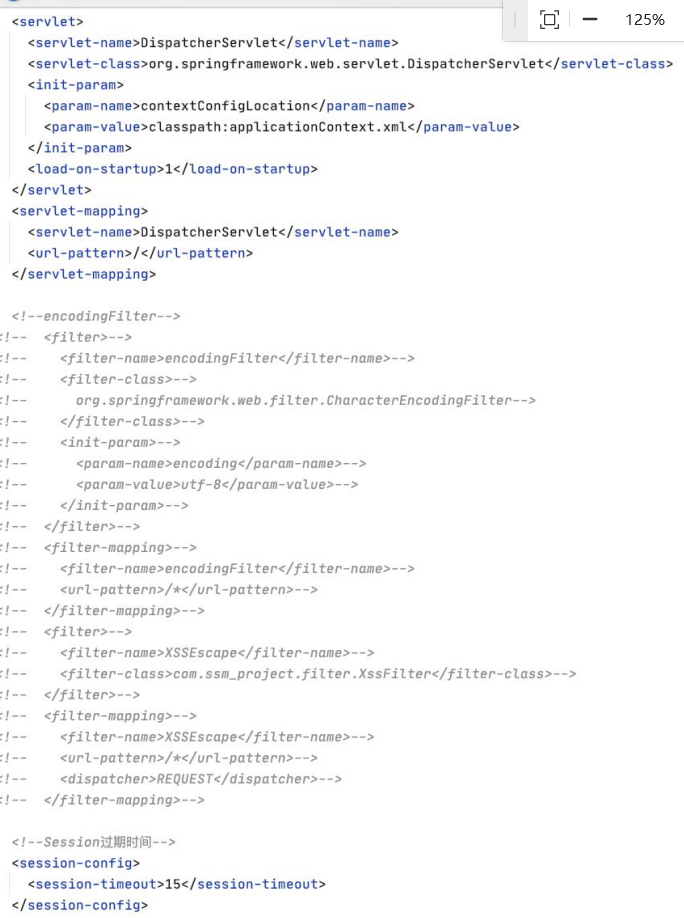 125%
<servlet>
<servlet-name>DispatcherServlet</servlet-name>
<servlet-class>org.springframework.web.servlet.DispatcherServlet</servlet-class>
<init-param>
<param-name>contextConfigLocation</param-name>
<param-value>classpath:applicationContext.xml</param-value>
</init-param>
<load-on-startup>1</load-on-startup>
</servlet>
<servlet-mapping>
<servlet-name>DispatcherServlet</servlet-name>
<url-pattern>/</url-pattern>
</servlet-mapping>
<!--encodingFilter-->
<!--  <filter>-->
<!--    <filter-name>encodingFilter</filter-name>-->
<!--    <filter-class>-->
<!--      org.springframework.web.filter.CharacterEncodingFilter-->
<!--    </filter-class>-->
<!--    <init-param>-->
<!--      <param-name>encoding</param-name>-->
<!--      <param-value>utf-8</param-value>-->
<!--    </init-param>-->
<!--  </filter>-->
<!--  <filter-mapping>-->
<!--    <filter-name>encodingFilter</filter-name>-->
<!--    <url-pattern>/*</url-pattern>-->
<!--  </filter-mapping>-->
<!--  <filter>-->
<!--    <filter-name>XSSEscape</filter-name>-->
<!--    <filter-class>com.ssm_project.filter.XssFilter</filter-class>-->
<!--  </filter>-->
<!--  <filter-mapping>-->
<!--    <filter-name>XSSEscape</filter-name>-->
<!--    <url-pattern>/*</url-pattern>-->
<!--    <dispatcher>REQUEST</dispatcher>-->
<!--  </filter-mapping>-->
<!--Session过期时间-->
<session-config>
<session-timeout>15</session-timeout>
</session-config>